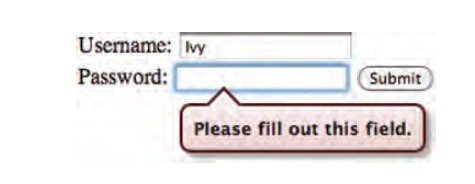 Username: Ivy
Password: Submit
Please fill out this field.